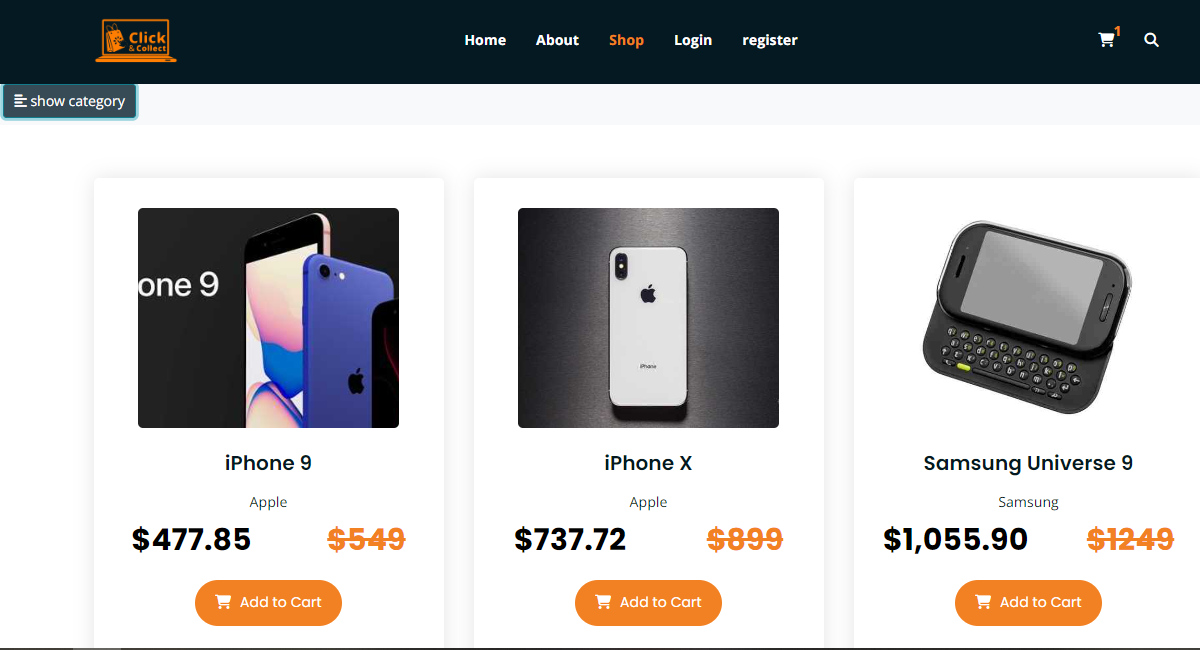 Click
& Collect
Home About Shop Login register
1
show category
one 9
iPhone
iPhone 9
Apple
$477.85 $549
Add to Cart
iPhone X
Apple
$737.72 $899
Add to Cart
Samsung Universe 9
Samsung
$1,055.90 $1249
Add to Cart